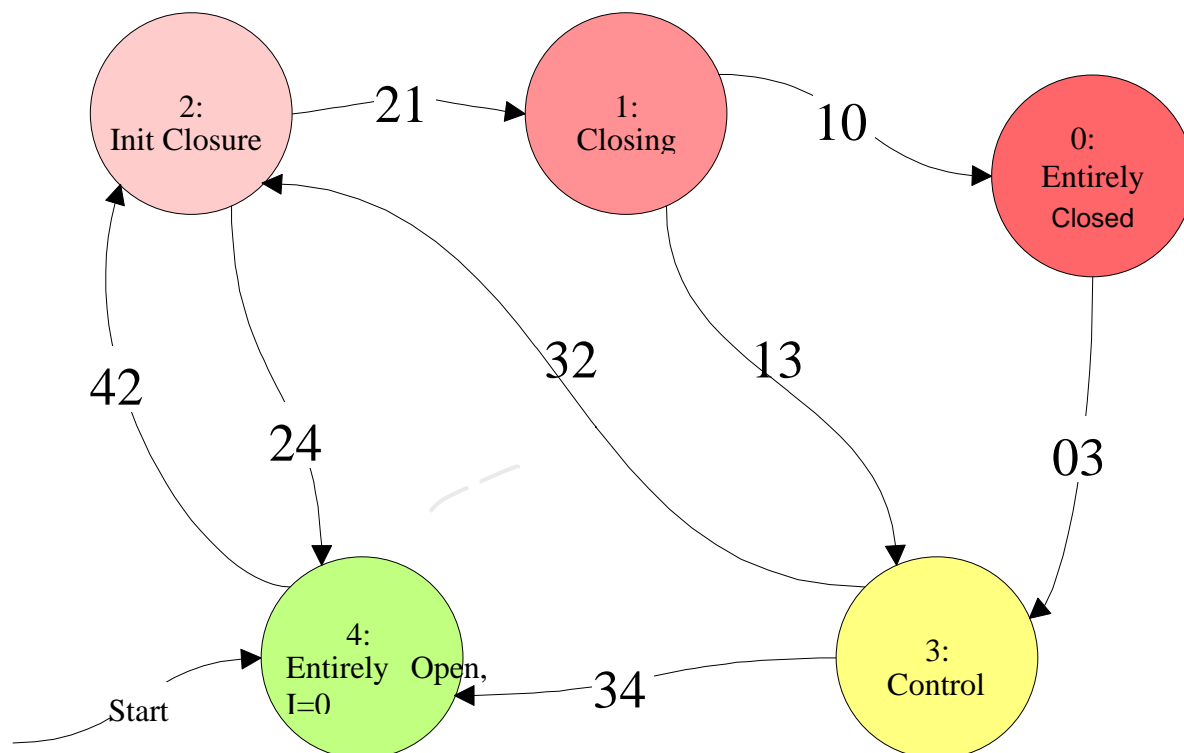 2:
Init Closure
21
1:
Closing
10
0:
Entirely
Closed
42
24
32
13
03
4:
Entirely Open,
I=0
34
3:
Control
Start